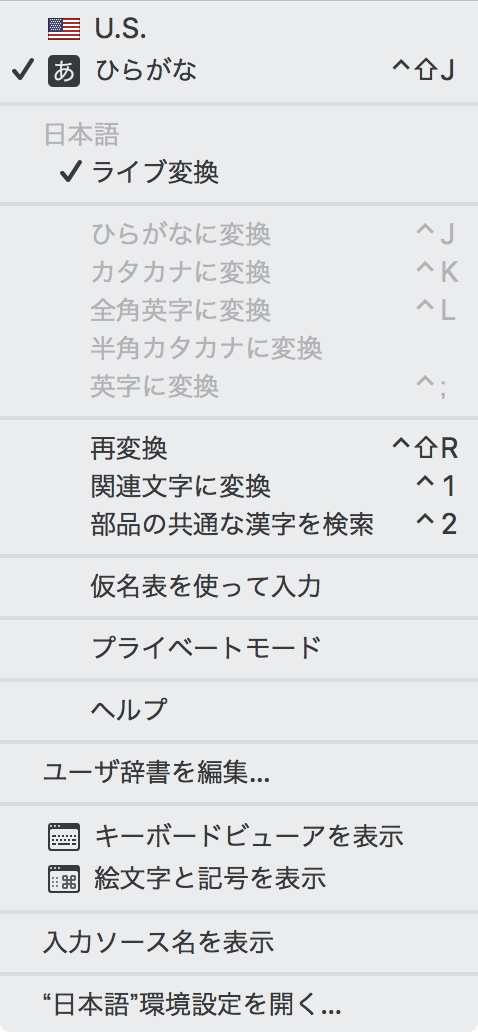 U.S.
あ ひらがな ^⇧J
日本語
ライブ変換
ひらがなに変換 ^J
カタカナに変換 ^K
全角英字に変換 ^L
半角カタカナに変換
英字に変換 ^;
再変換 ^⇧R
関連文字に変換 ^1
部品の共通な漢字を検索 ^2
仮名表を使って入力
プライベートモード
ヘルプ
ユーザ辞書を編集...
キーボードビューアを表示
絵文字と記号を表示
入力ソース名を表示
“日本語”環境設定を開く...